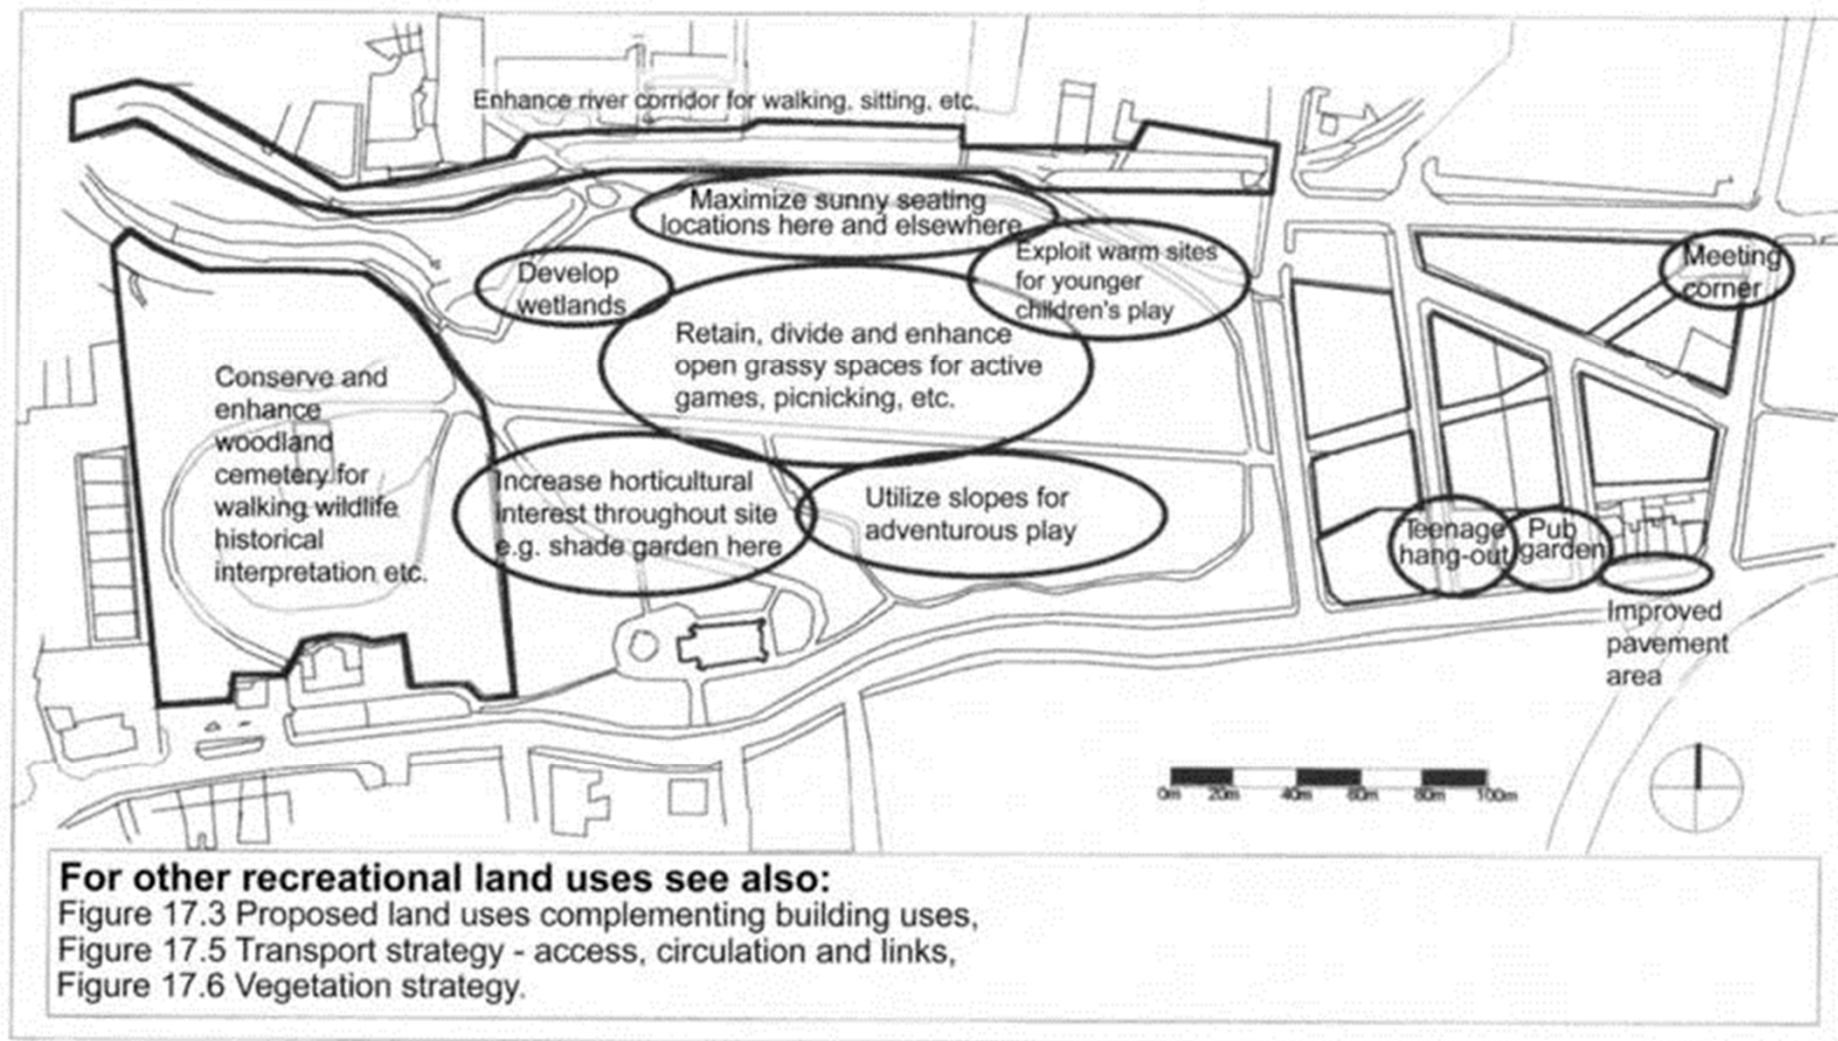 Enhance river corridor for walking, sitting, etc.
Maximize sunny seating
locations here and elsewhere
Exploit warm sites
for younger
children's play
Meeting
corner
Develop
wetlands
Retain, divide and enhance
open grassy spaces for active
games, picnicking, etc.
Conserve and
enhance
woodland
cemetery for
walking wildlife
historical
interpretation etc.
Increase horticultural
interest throughout site
e.g. shade garden here
Utilize slopes for
adventurous play
Teenage
hang-out
Pub
garden
Improved
pavement
area
0m 20m 40m 60m 80m 100m
For other recreational land uses see also:
Figure 17.3 Proposed land uses complementing building uses,
Figure 17.5 Transport strategy - access, circulation and links,
Figure 17.6 Vegetation strategy.